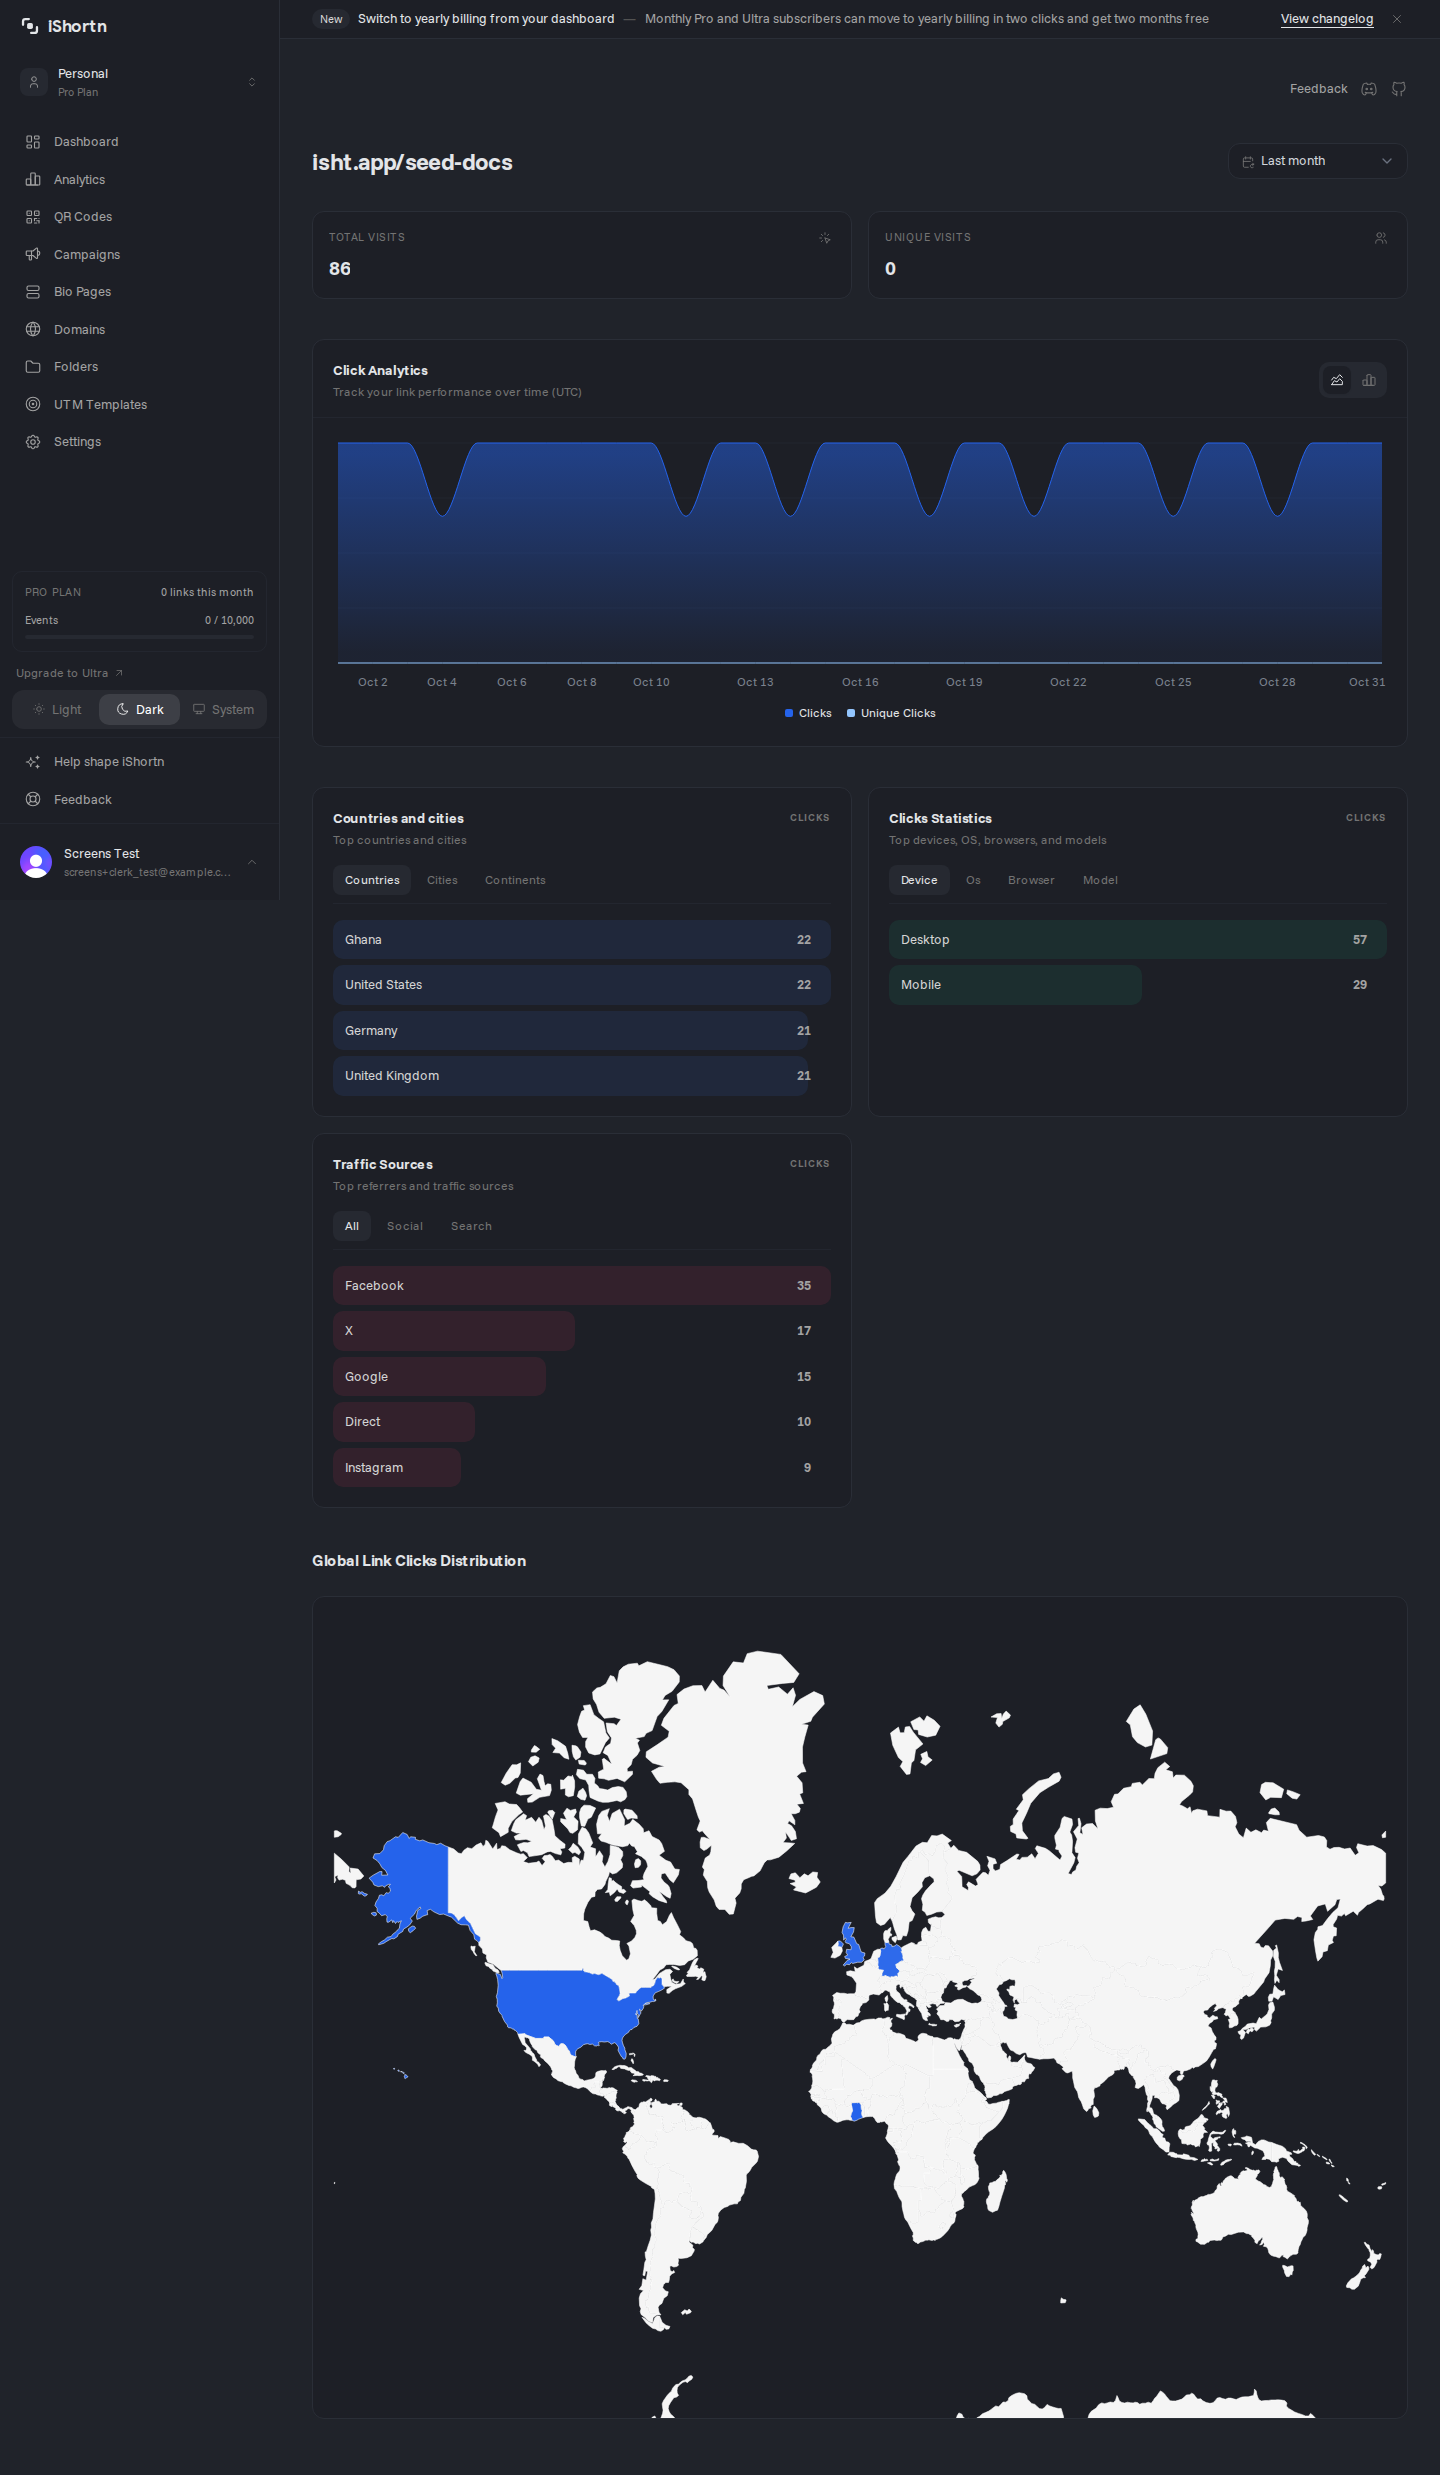 iShortn
Personal
Pro Plan
Dashboard
Analytics
QR Codes
Campaigns
Bio Pages
Domains
Folders
UTM Templates
Settings
PRO PLAN 0 links this month
Events 0 / 10,000
Upgrade to Ultra
Light Dark System
Help shape iShortn
Feedback
Screens Test
screens+clerk_test@example.c...
New Switch to yearly billing from your dashboard — Monthly Pro and Ultra subscribers can move to yearly billing in two clicks and get two months free View changelog
Feedback
isht.app/seed-docs Last month
TOTAL VISITS
86
UNIQUE VISITS
0
Click Analytics
Track your link performance over time (UTC)
Oct 2 Oct 4 Oct 6 Oct 8 Oct 10 Oct 13 Oct 16 Oct 19 Oct 22 Oct 25 Oct 28 Oct 31
Clicks Unique Clicks
Countries and cities CLICKS
Top countries and cities
Countries Cities Continents
Ghana 22
United States 22
Germany 21
United Kingdom 21
Clicks Statistics CLICKS
Top devices, OS, browsers, and models
Device Os Browser Model
Desktop 57
Mobile 29
Traffic Sources CLICKS
Top referrers and traffic sources
All Social Search
Facebook 35
X 17
Google 15
Direct 10
Instagram 9
Global Link Clicks Distribution